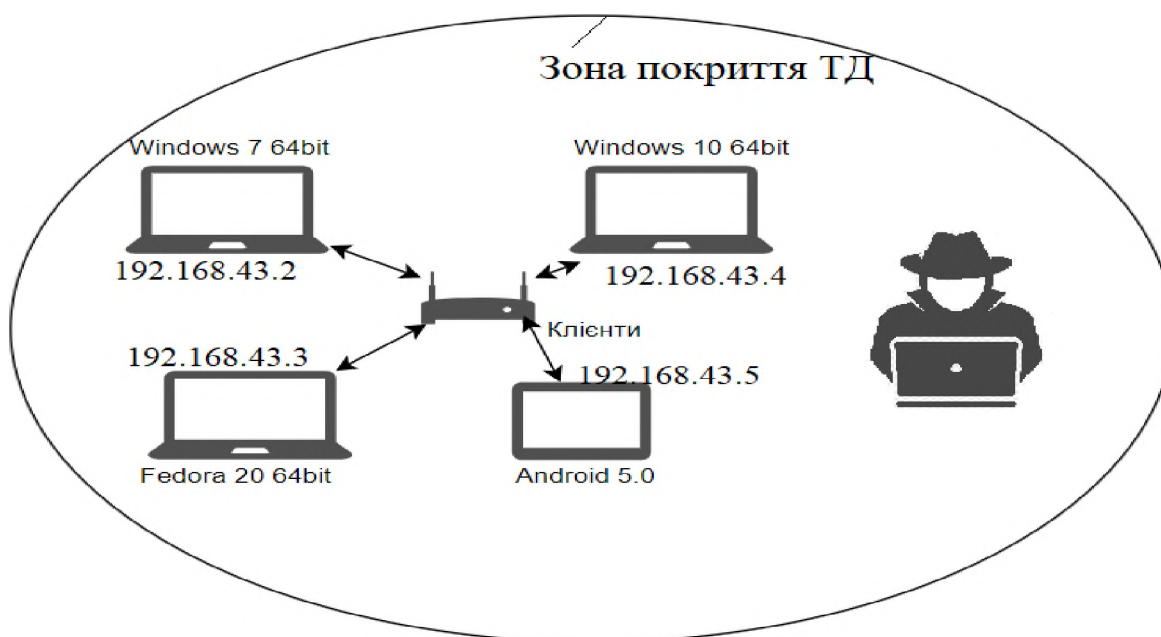 Зона покриття ТД
Windows 7 64bit
Windows 10 64bit
192.168.43.2
192.168.43.4
Клієнти
192.168.43.3
192.168.43.5
Fedora 20 64bit
Android 5.0